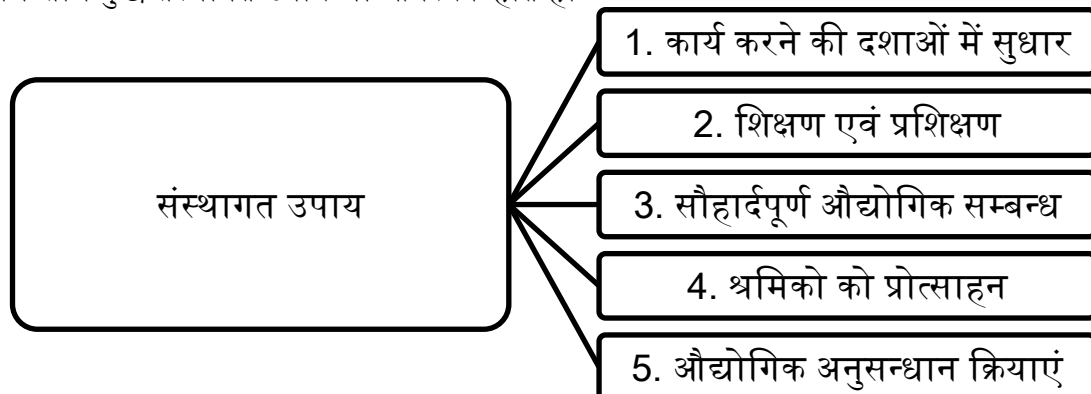 संस्थागत उपाय
1. कार्य करने की दशाओं में सुधार
2. शिक्षण एवं प्रशिक्षण
3. सौहार्दपूर्ण औद्योगिक सम्बन्ध
4. श्रमिको को प्रोत्साहन
5. औद्योगिक अनुसन्धान क्रियाएं